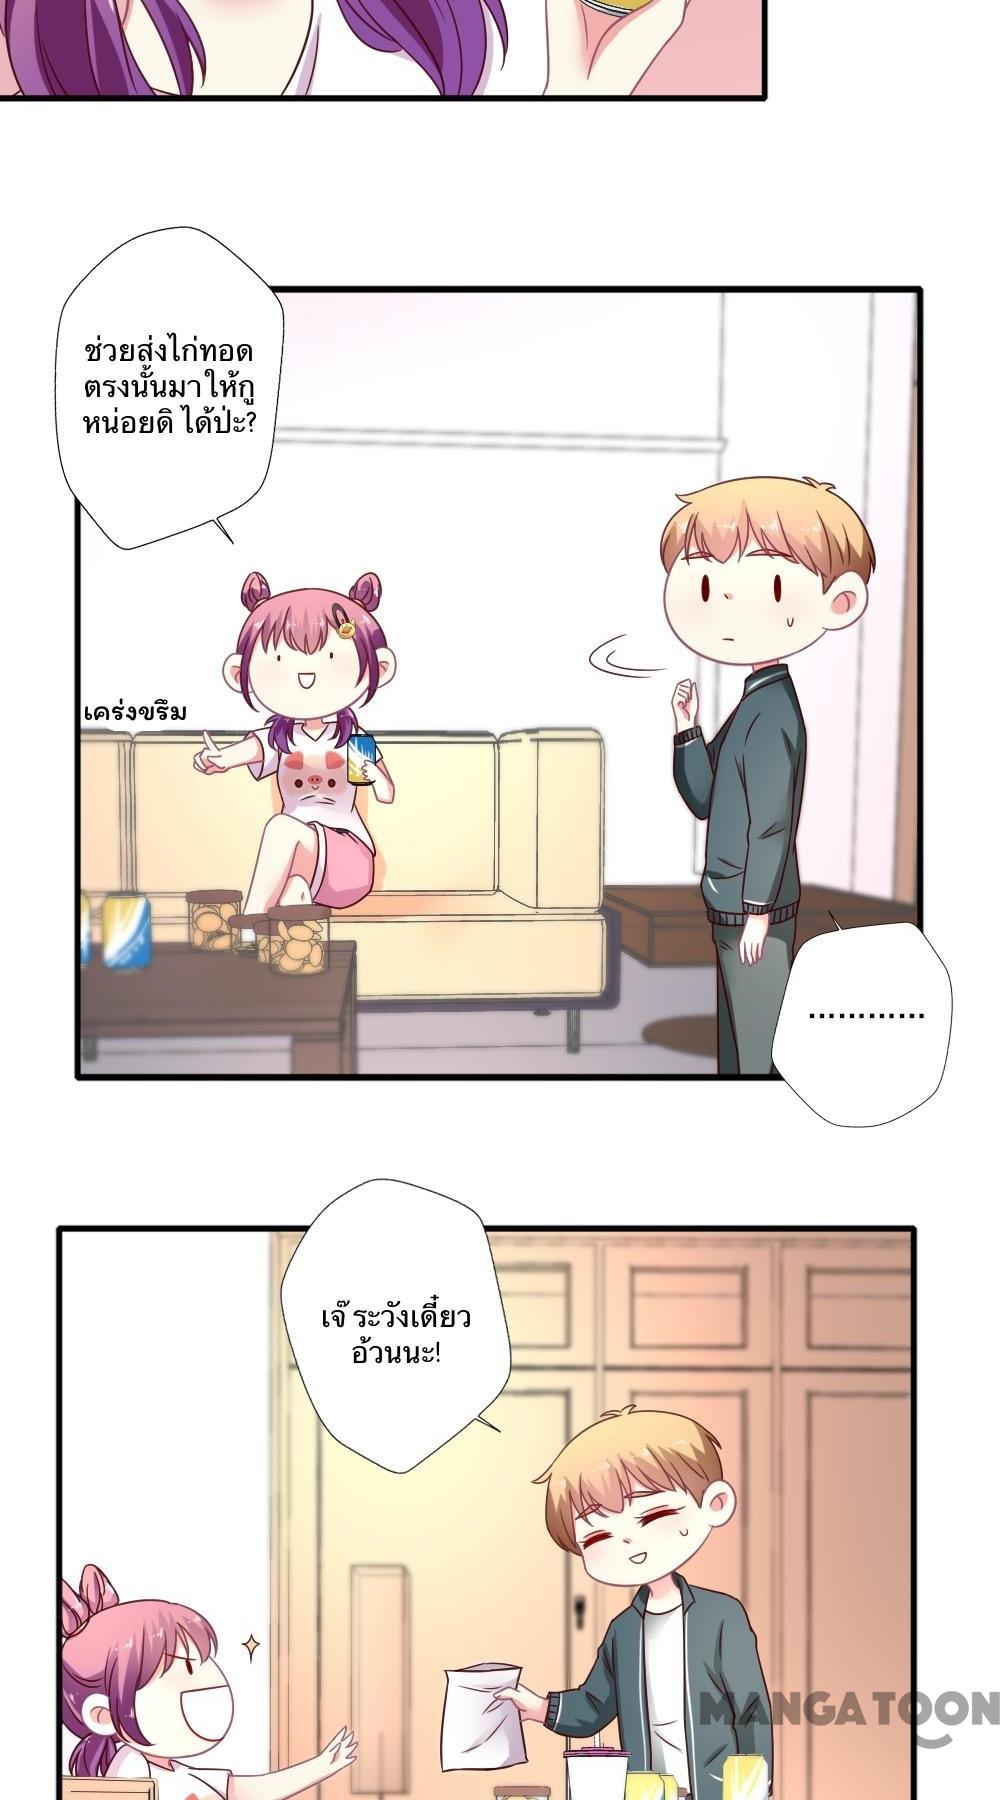 ช่วยส่งไก่ทอด
ตรงนั้นมาให้กู
หน่อยดิ ได้ป่ะ?
เคร่งขรึม
............
เจ๊ ระวังเดี๋ยว
อ้วนนะ!
MANGATOON